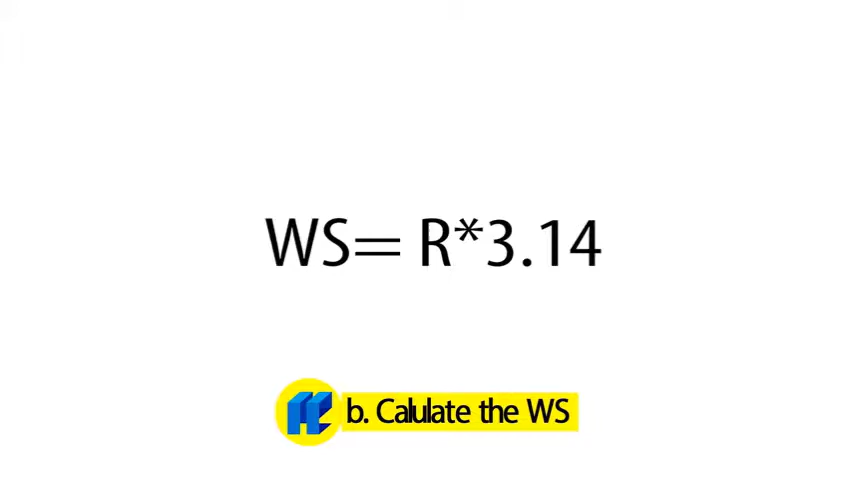 WS= R*3.14
b. Calulate the WS